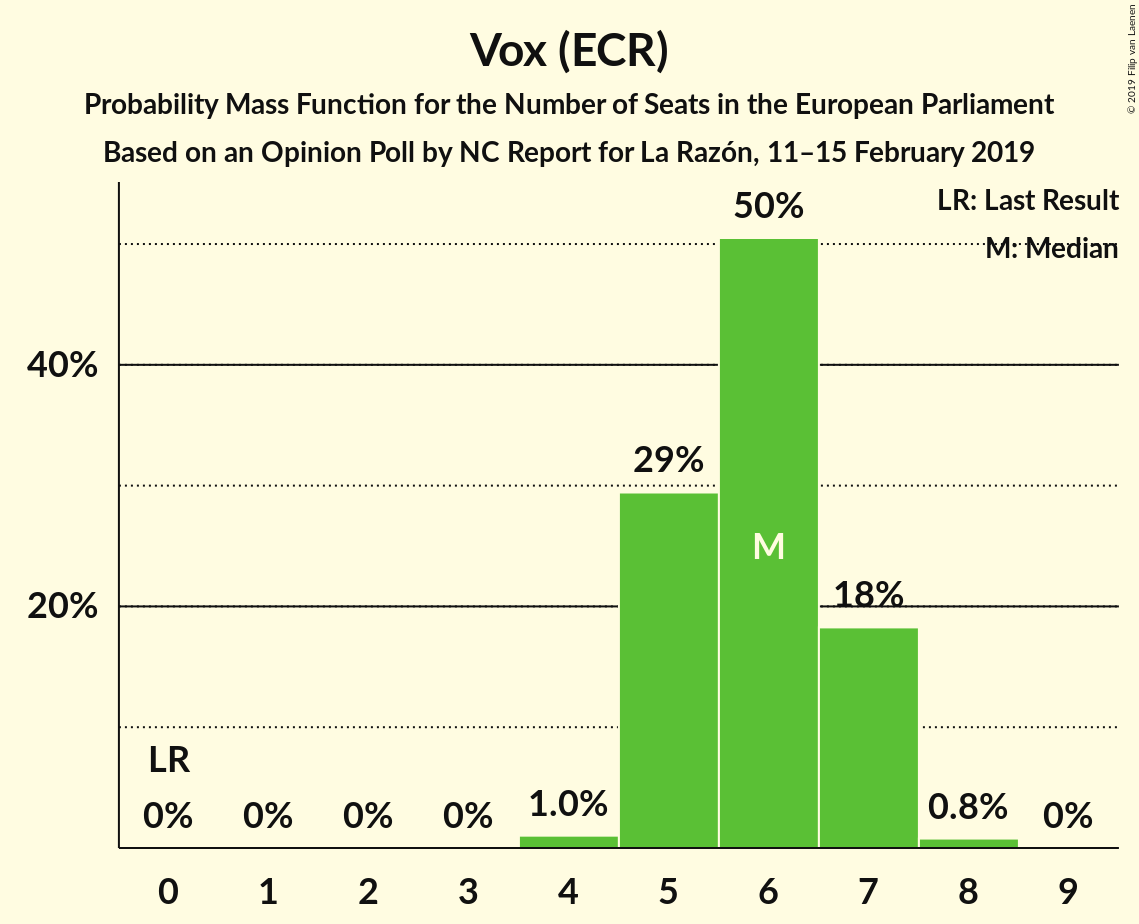 Vox (ECR)
Probability Mass Function for the Number of Seats in the European Parliament
Based on an Opinion Poll by NC Report for La Razón, 11–15 February 2019
© 2019 Filip van Laenen
LR: Last Result
M: Median
50%
40%
29%
M
20%
18%
LR
0%
0%
0%
0%
1.0%
0.8%
0%
0 1 2 3 4 5 6 7 8 9